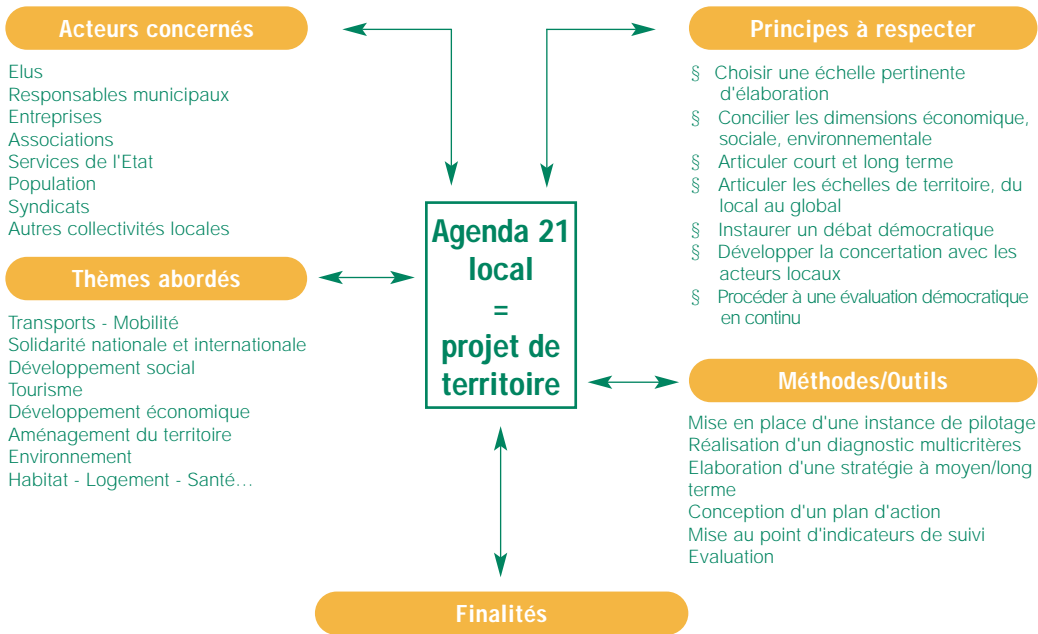 Acteurs concernés
Elus
Responsables municipaux
Entreprises
Associations
Services de l'Etat
Population
Syndicats
Autres collectivités locales
Thèmes abordés
Transports - Mobilité
Solidarité nationale et internationale
Développement social
Tourisme
Développement économique
Aménagement du territoire
Environnement
Habitat - Logement - Santé…
Agenda 21
local
=
projet de
territoire
Principes à respecter
§ Choisir une échelle pertinente
d'élaboration
§ Concilier les dimensions économique,
sociale, environnementale
§ Articuler court et long terme
§ Articuler les échelles de territoire, du
local au global
§ Instaurer un débat démocratique
§ Développer la concertation avec les
acteurs locaux
§ Procéder à une évaluation démocratique
en continu
Méthodes/Outils
Mise en place d'une instance de pilotage
Réalisation d'un diagnostic multicritères
Elaboration d'une stratégie à moyen/long
terme
Conception d'un plan d'action
Mise au point d'indicateurs de suivi
Evaluation
Finalités